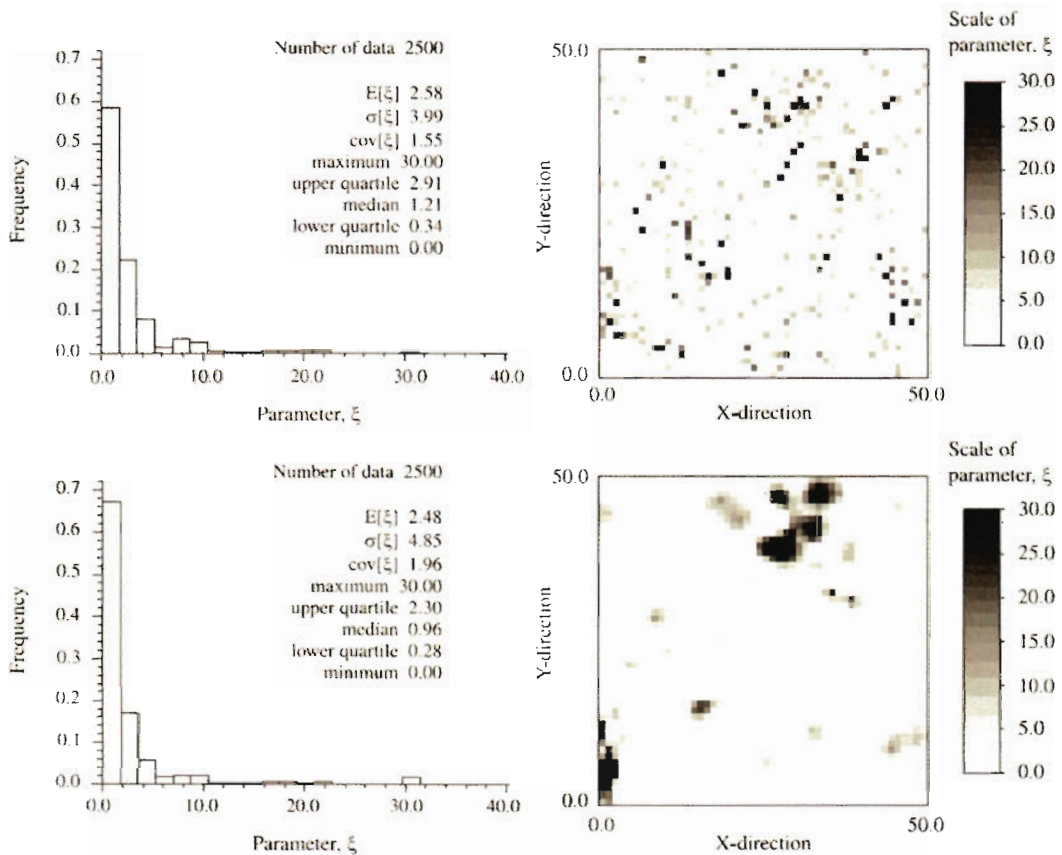 Number of data 2500
E[ξ] 2.58
σ[ξ] 3.99
cov[ξ] 1.55
maximum 30.00
upper quartile 2.91
median 1.21
lower quartile 0.34
minimum 0.00
Frequency
0.7
0.6
0.5
0.4
0.3
0.2
0.1
0.0
0.0 10.0 20.0 30.0 40.0
Parameter, ξ
50.0
Y-direction
0.0
0.0 50.0
X-direction
Scale of
parameter, ξ
30.0
25.0
20.0
15.0
10.0
5.0
0.0
Number of data 2500
E[ξ] 2.48
σ[ξ] 4.85
cov[ξ] 1.96
maximum 30.00
upper quartile 2.30
median 0.96
lower quartile 0.28
minimum 0.00
Frequency
0.7
0.6
0.5
0.4
0.3
0.2
0.1
0.0
0.0 10.0 20.0 30.0 40.0
Parameter, ξ
50.0
Y-direction
0.0
0.0 50.0
X-direction
Scale of
parameter, ξ
30.0
25.0
20.0
15.0
10.0
5.0
0.0